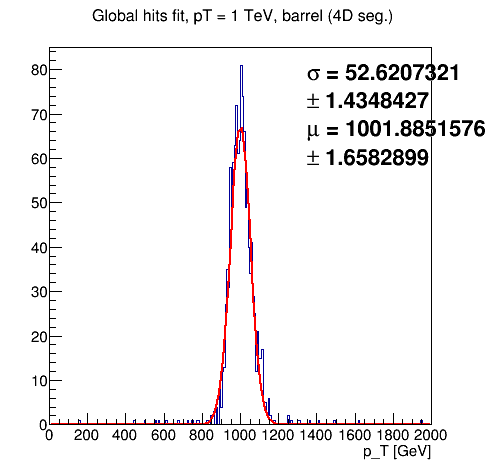 Global hits fit, pT = 1 TeV, barrel (4D seg.)
σ = 52.6207321
± 1.4348427
μ = 1001.8851576
± 1.6582899
80
70
60
50
40
30
20
10
0
0 200 400 600 800 1000 1200 1400 1600 1800 2000
p_T [GeV]